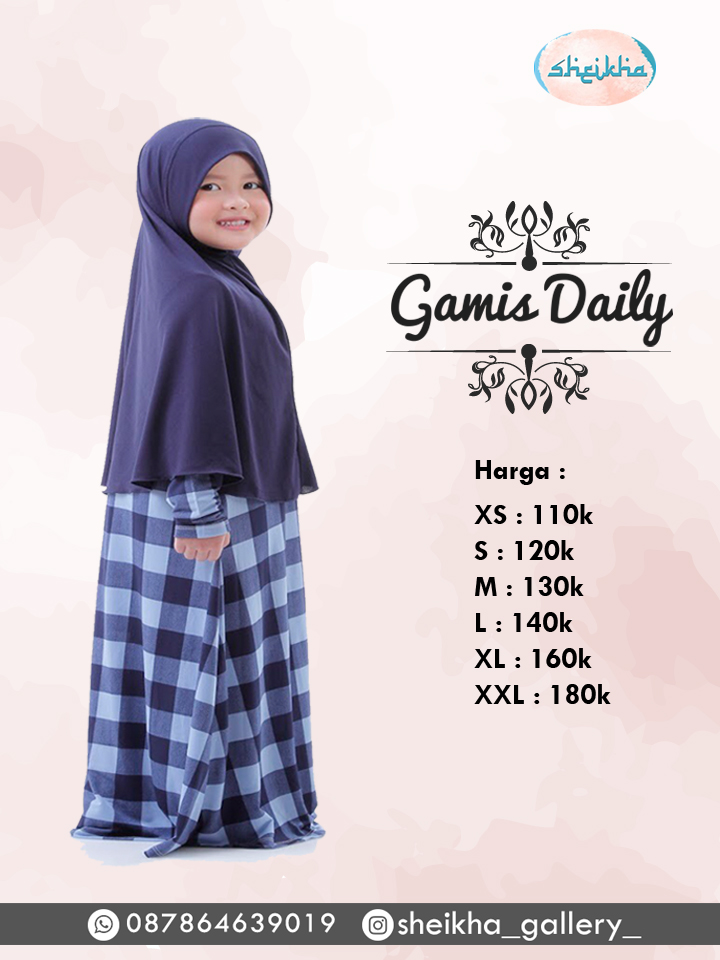 sheikha
Gamis Daily
Harga :
XS : 110k
S : 120k
M : 130k
L : 140k
XL : 160k
XXL : 180k
087864639019 sheikha_gallery_